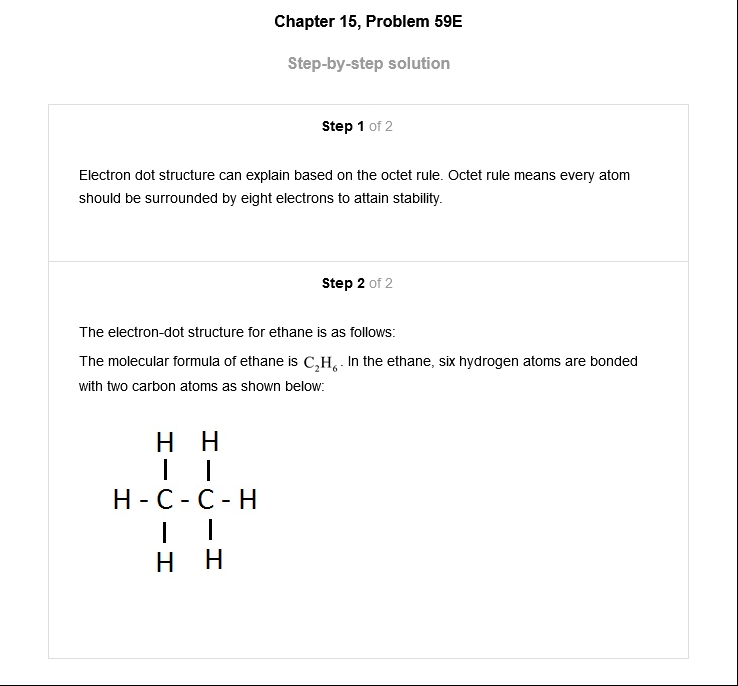 Chapter 15, Problem 59E
Step-by-step solution
Step 1 of 2
Electron dot structure can explain based on the octet rule. Octet rule means every atom
should be surrounded by eight electrons to attain stability.
Step 2 of 2
The electron-dot structure for ethane is as follows:
The molecular formula of ethane is C₂H₆. In the ethane, six hydrogen atoms are bonded
with two carbon atoms as shown below:
H H
| |
H - C - C - H
| |
H H